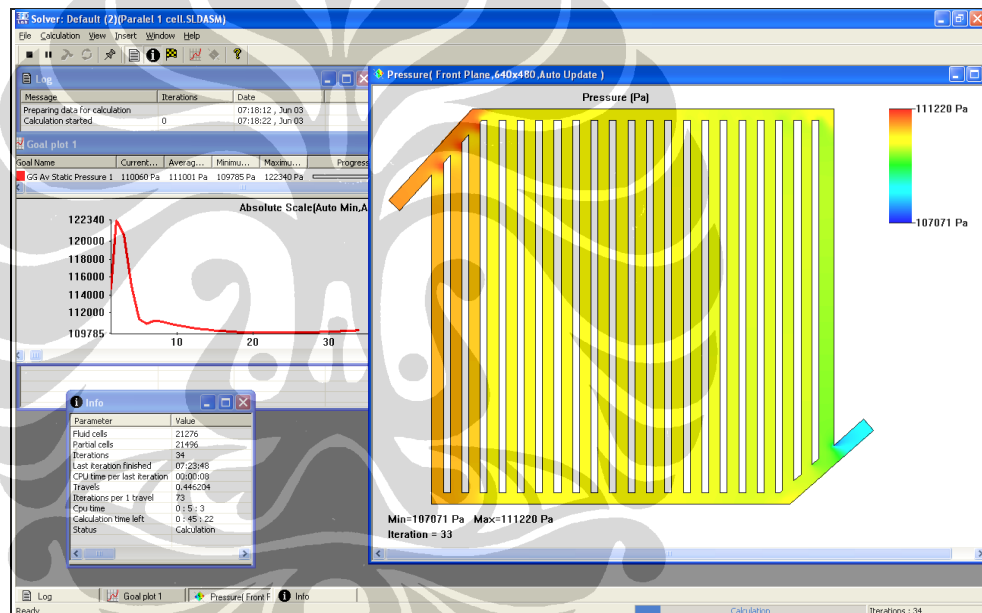 Solver: Default (2)(Paralel 1 cell.SLDASM)
File Calculation View Insert Window Help
Log
Message Iterations Date
Preparing data for calculation 07:18:12 , Jun 03
Calculation started 0 07:18:22 , Jun 03
Goal plot 1
Goal Name Current... Averag... Minimu... Maximu... Progress
GG Av Static Pressure 1 110060 Pa 111001 Pa 109785 Pa 122340 Pa
Absolute Scale(Auto Min,A
122340
120000
118000
116000
114000
112000
109785
10 20 30
Info
Parameter Value
Fluid cells 21276
Partial cells 21496
Iterations 34
Last iteration finished 07:23:48
CPU time per last iteration 00:00:08
Travels 0.446204
Iterations per 1 travel 73
Cpu time 0 : 5 : 3
Calculation time left 0 : 45 : 22
Status Calculation
Pressure( Front Plane,640x480,Auto Update )
Pressure (Pa)
111220 Pa
107071 Pa
Min=107071 Pa Max=111220 Pa
Iteration = 33
Log Goal plot 1 Pressure( Front F Info
Ready Calculation Iterations : 34